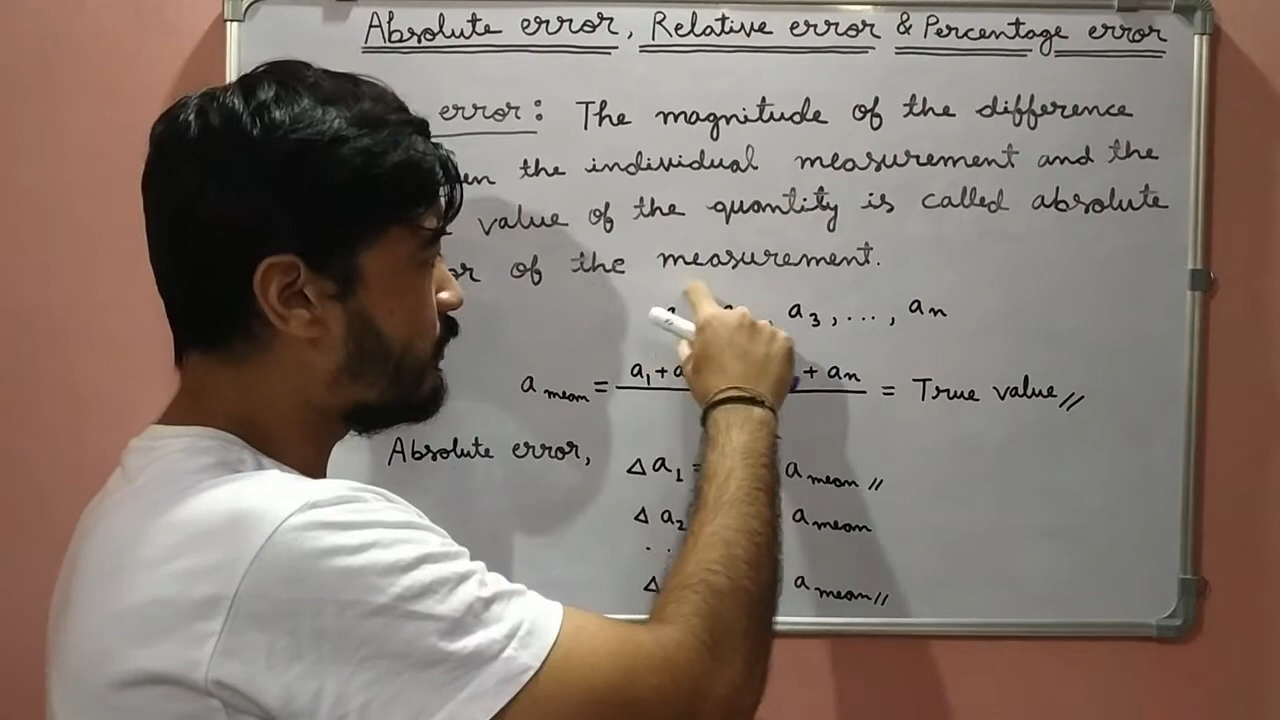 Absolute error, Relative error & Percentage error
error: The magnitude of the difference
en the individual measurement and the
value of the quantity is called absolute
or of the measurement.
a3, ..., an
a mean = a1 + a + an = True value //
Absolute error, Δa1 = a mean //
Δ a2 a mean
..
Δ a mean //